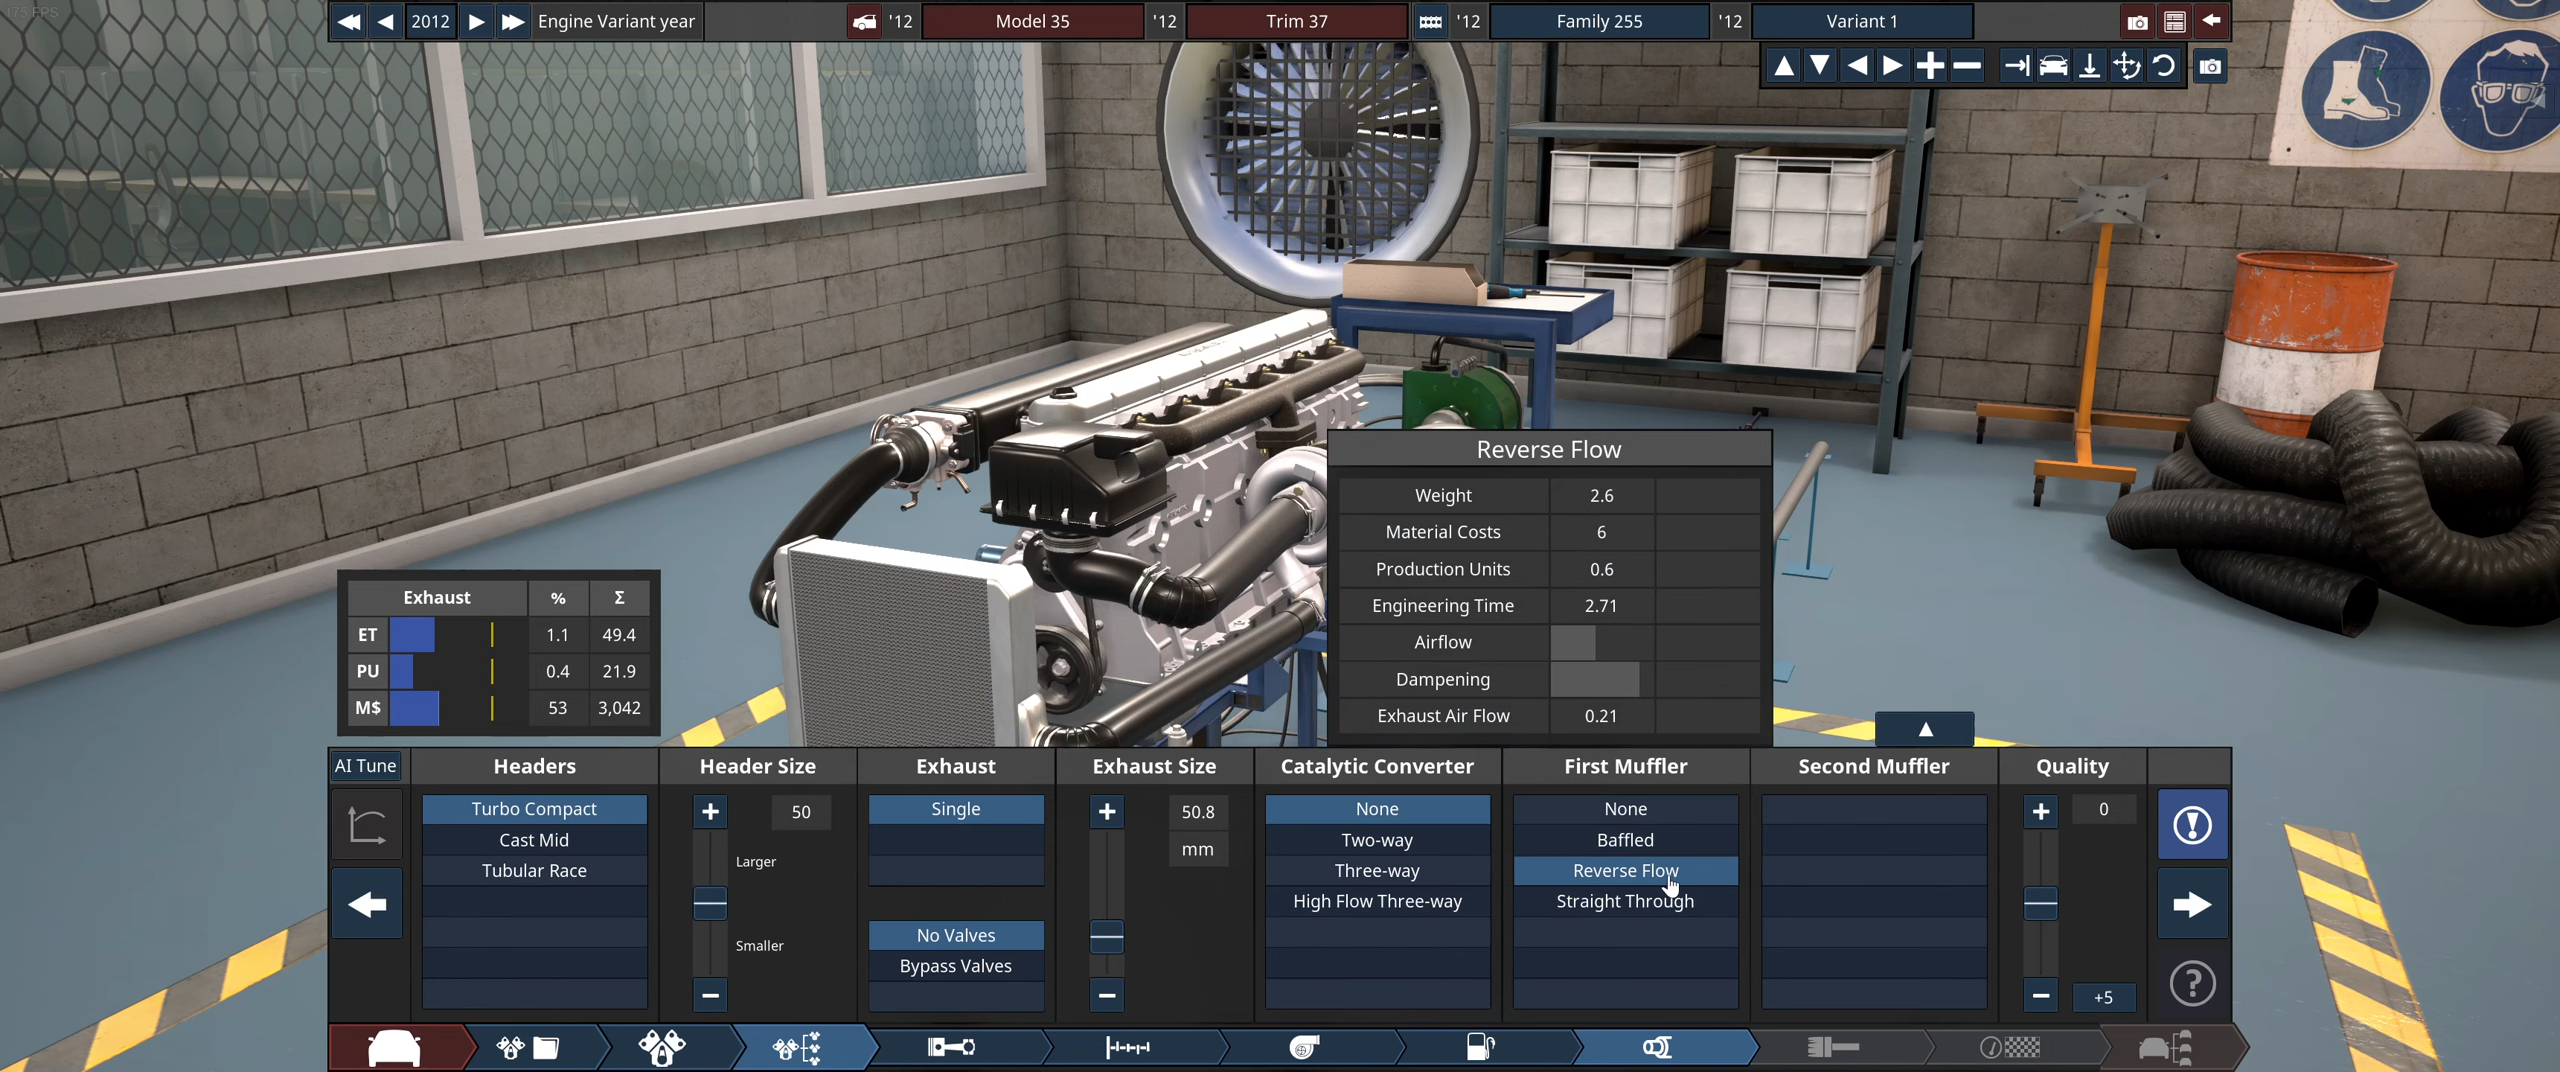 175 FPS
2012 Engine Variant year '12 Model 35 '12 Trim 37 '12 Family 255 '12 Variant 1
Reverse Flow
Weight 2.6
Material Costs 6
Production Units 0.6
Engineering Time 2.71
Airflow
Dampening
Exhaust Air Flow 0.21
Exhaust % Σ
ET 1.1 49.4
PU 0.4 21.9
M$ 53 3,042
AI Tune Headers Header Size Exhaust Exhaust Size Catalytic Converter First Muffler Second Muffler Quality
Turbo Compact 50 Single 50.8 None None 0
Cast Mid mm Two-way Baffled
Larger
Tubular Race Three-way Reverse Flow
High Flow Three-way Straight Through
No Valves
Smaller
Bypass Valves
+5